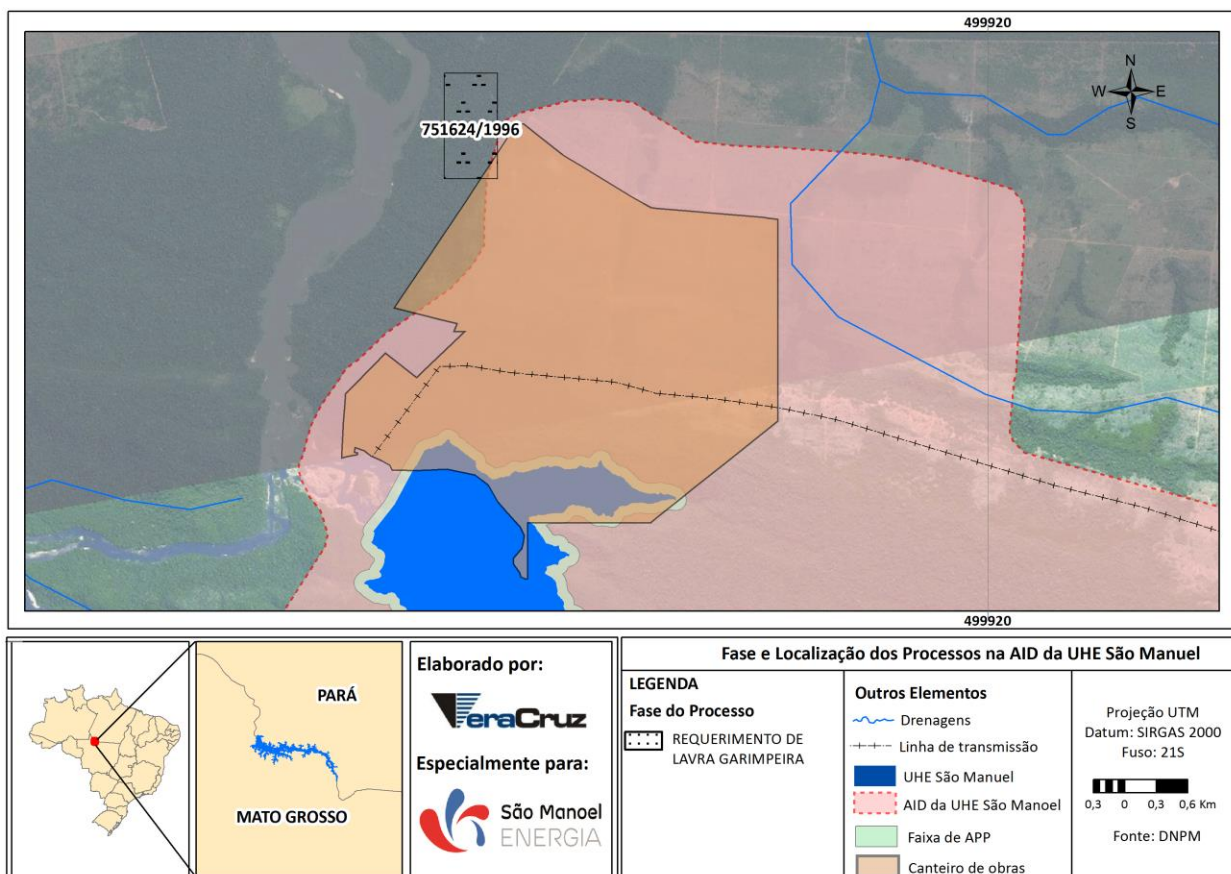 499920
N
W E
S
751624/1996
499920
PARÁ
MATO GROSSO
Elaborado por:
VeraCruz
Especialmente para:
São Manoel
ENERGIA
Fase e Localização dos Processos na AID da UHE São Manuel
LEGENDA
Fase do Processo
REQUERIMENTO DE
LAVRA GARIMPEIRA
Outros Elementos
Drenagens
Linha de transmissão
UHE São Manuel
AID da UHE São Manoel
Faixa de APP
Canteiro de obras
Projeção UTM
Datum: SIRGAS 2000
Fuso: 21S
0,3 0 0,3 0,6 Km
Fonte: DNPM